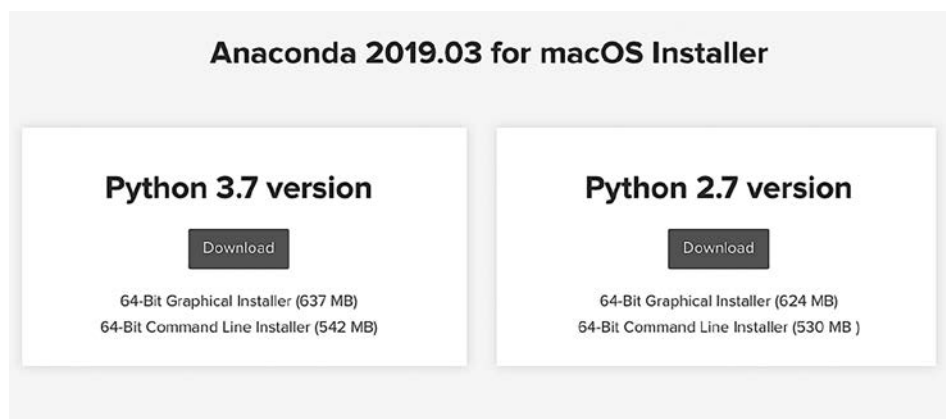 Anaconda 2019.03 for macOS Installer
Python 3.7 version
Download
64-Bit Graphical Installer (637 MB)
64-Bit Command Line Installer (542 MB)
Python 2.7 version
Download
64-Bit Graphical Installer (624 MB)
64-Bit Command Line Installer (530 MB )